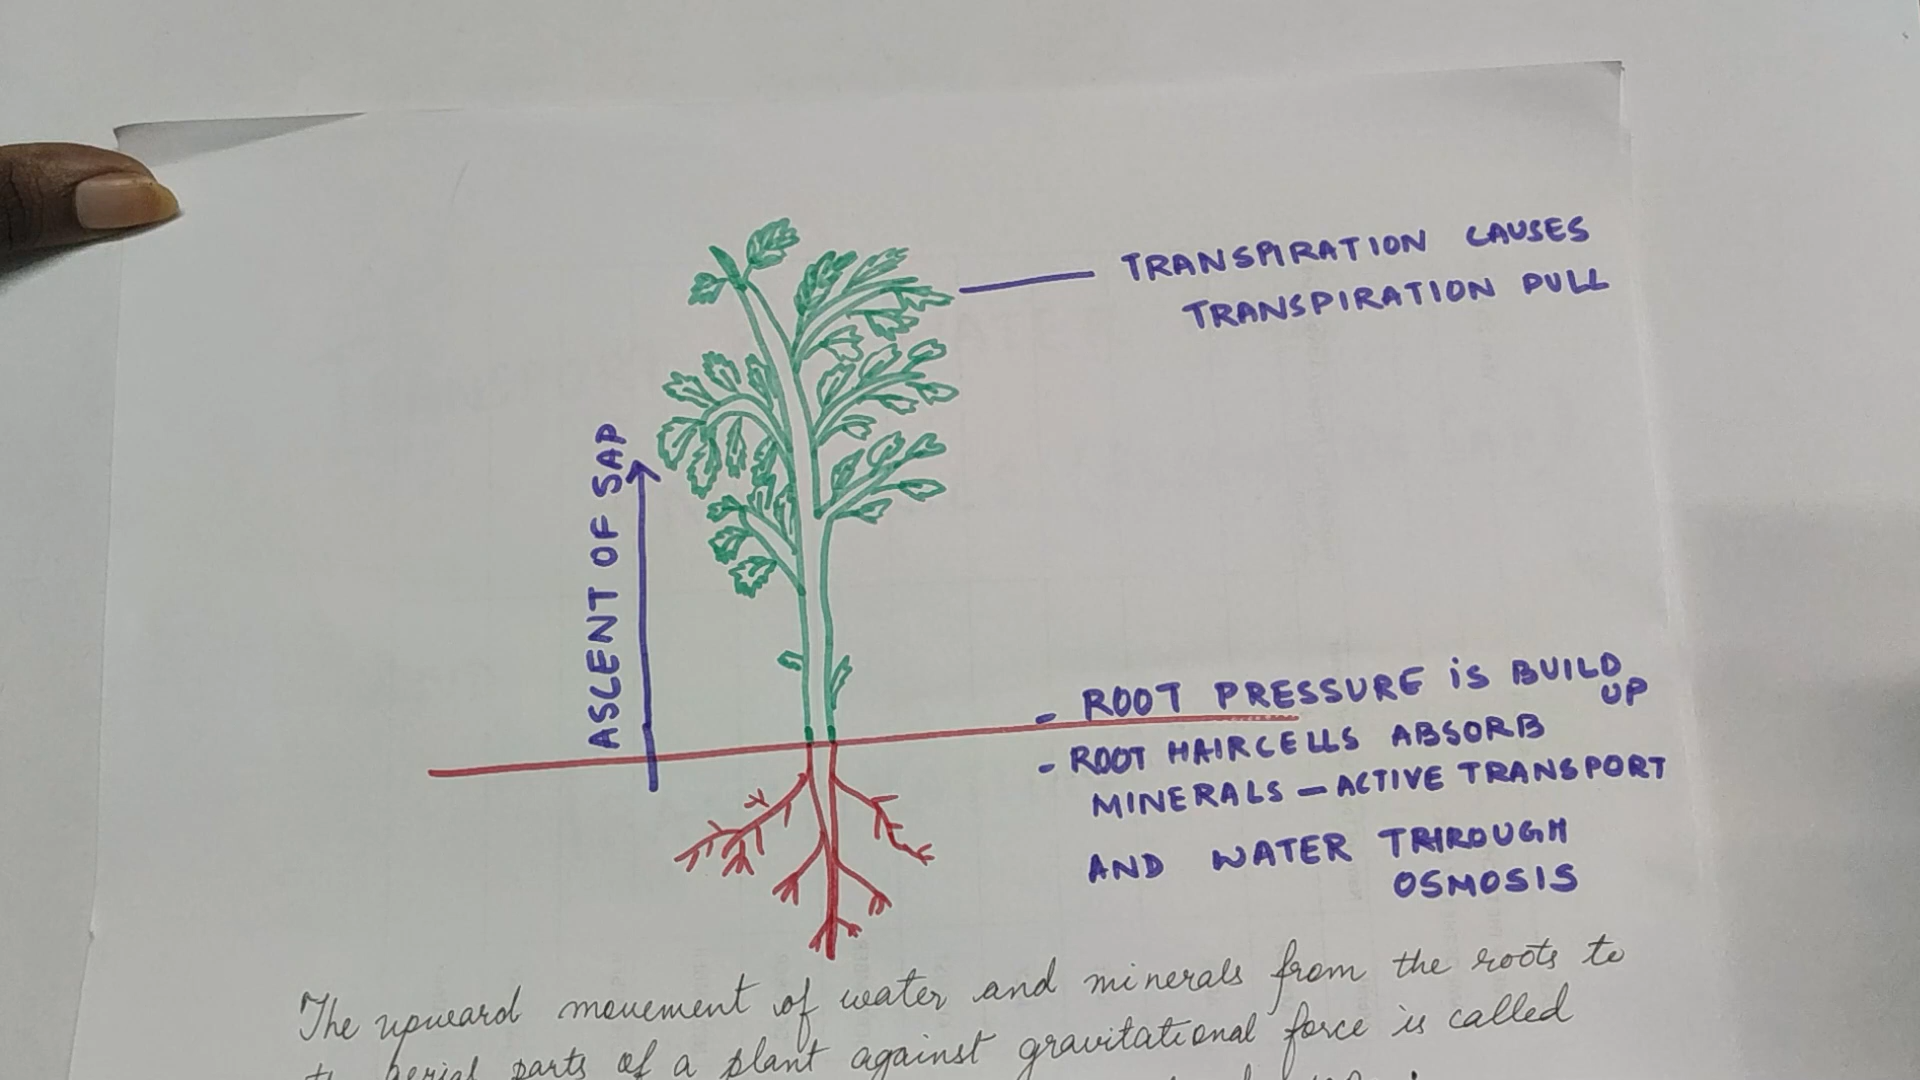 TRANSPIRATION CAUSES
TRANSPIRATION PULL
ASCENT OF SAP
- ROOT PRESSURE iS BUILD UP
- ROOT HAIRCELLS ABSORB
MINERALS - ACTIVE TRANSPORT
AND WATER THROUGH
OSMOSIS
The upward movement of water and minerals from the roots to
aerial parts of a plant against gravitational force is called